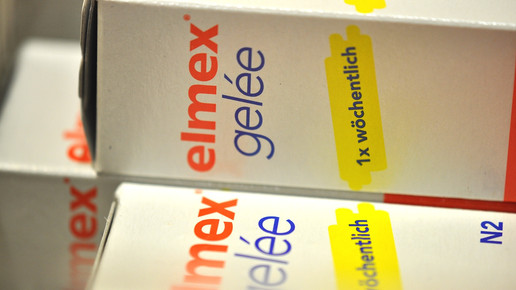 elmex®
gelée
1x wöchentlich
elmex®
gelée
wöchentlich
N2